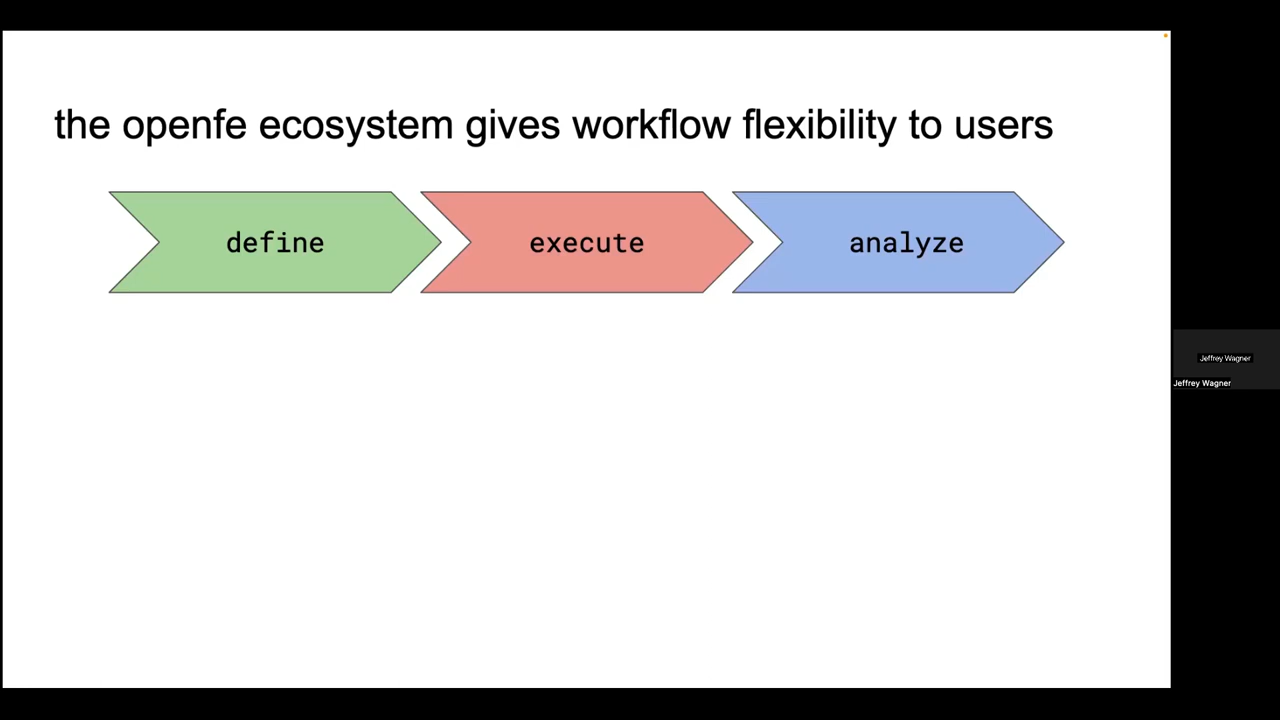 the openfe ecosystem gives workflow flexibility to users
define
execute
analyze
Jeffrey Wagner
Jeffrey Wagner